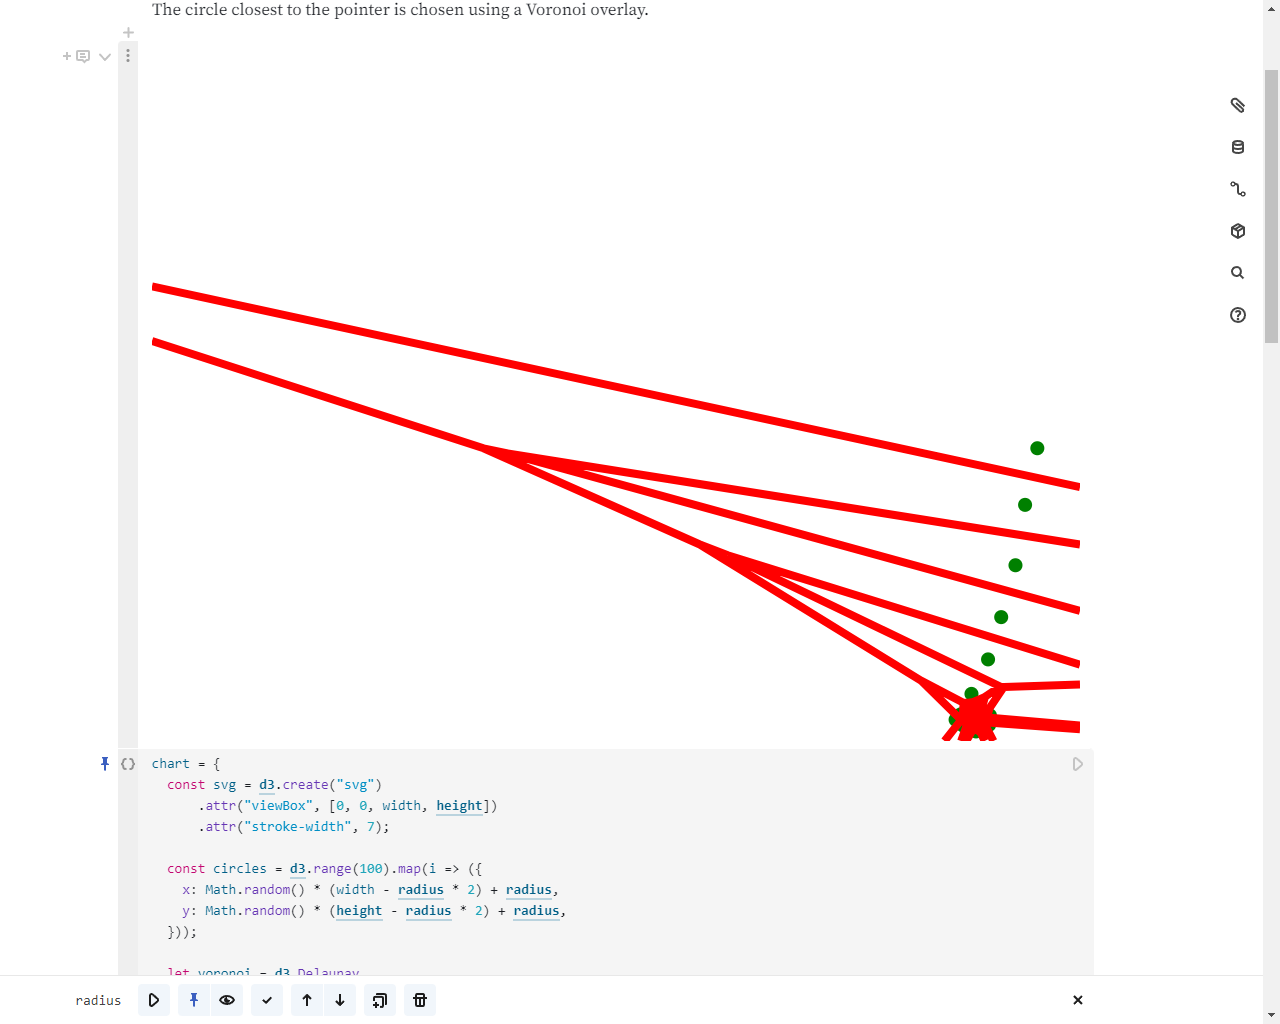 The circle closest to the pointer is chosen using a Voronoi overlay.
chart = {
const svg = d3.create("svg")
.attr("viewBox", [0, 0, width, height])
.attr("stroke-width", 7);
const circles = d3.range(100).map(i => ({
x: Math.random() * (width - radius * 2) + radius,
y: Math.random() * (height - radius * 2) + radius,
}));
let voronoi = d3.Delaunay
radius